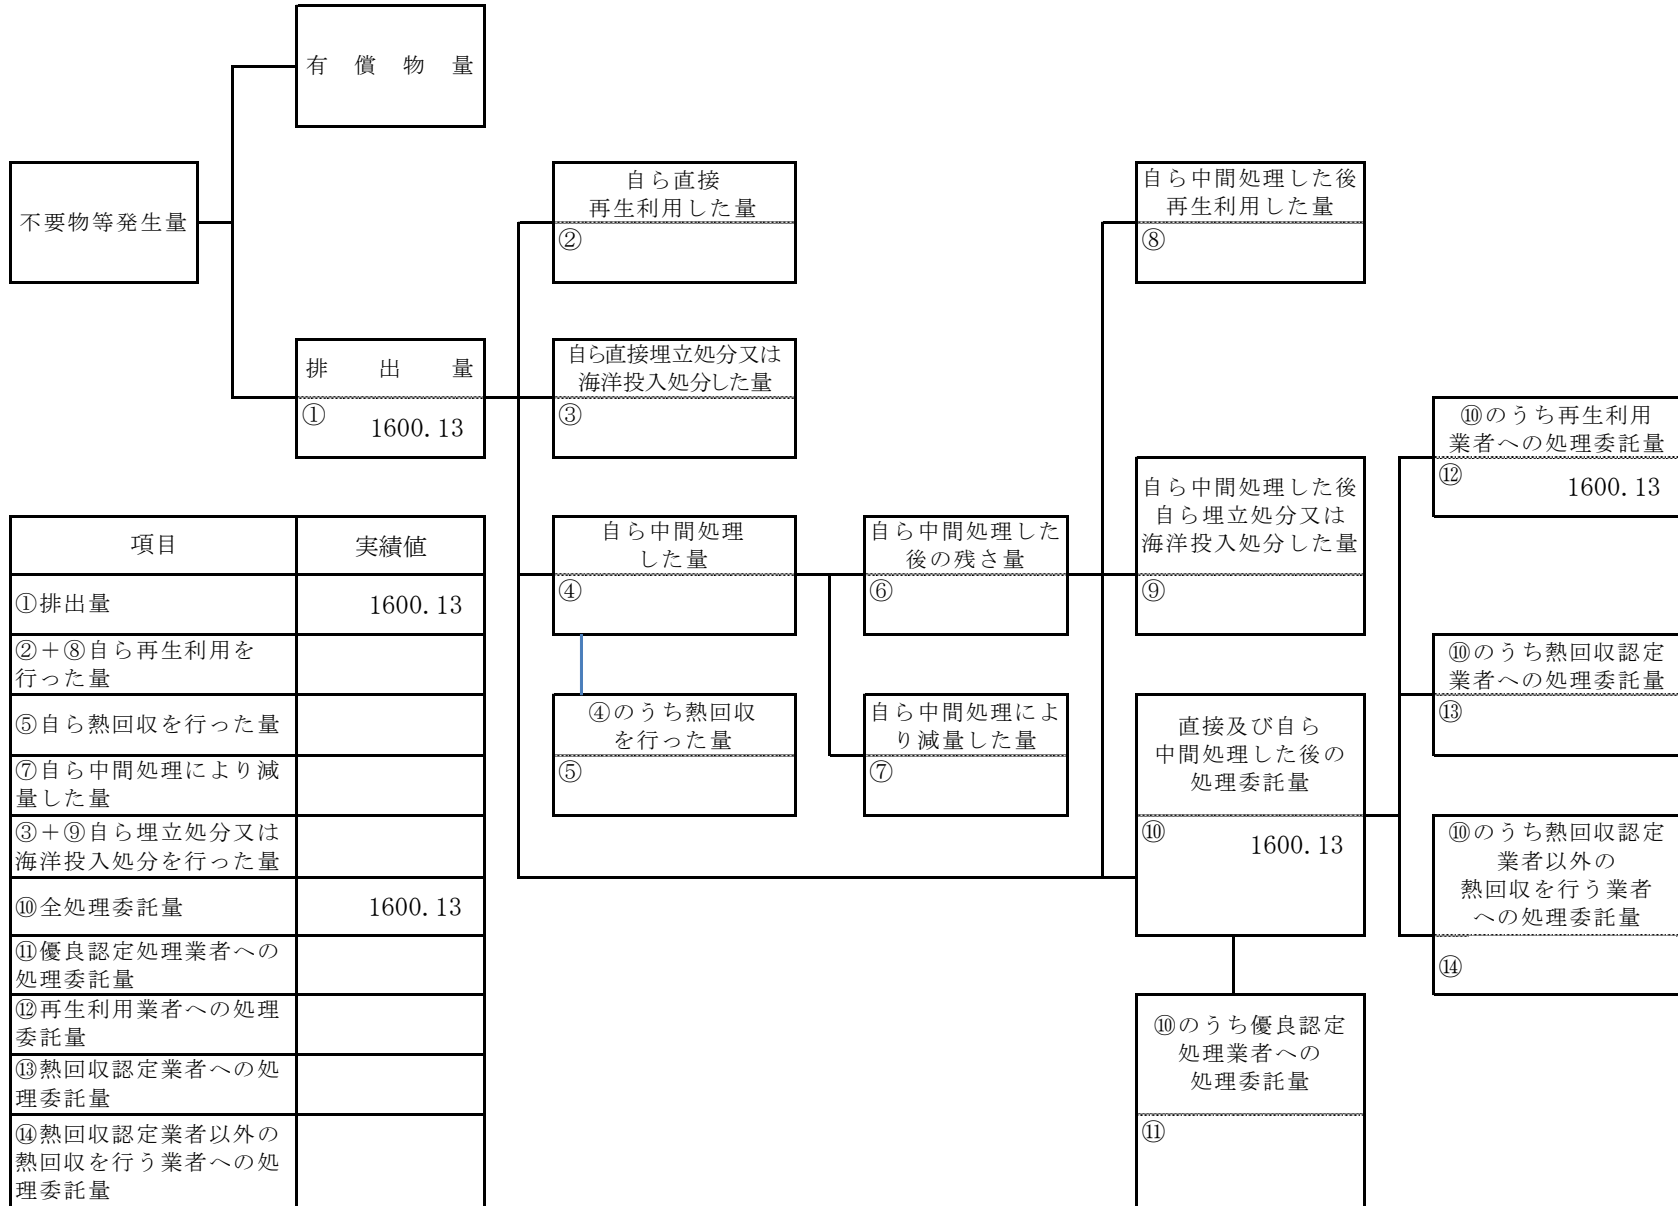 有償物量
不要物等発生量
排出量
①
1600.13
自ら直接
再生利用した量
②
自ら直接埋立処分又は
海洋投入処分した量
③
自ら中間処理
した量
④
④のうち熱回収
を行った量
⑤
自ら中間処理した
後の残さ量
⑥
自ら中間処理によ
り減量した量
⑦
自ら中間処理した後
再生利用した量
⑧
自ら中間処理した後
自ら埋立処分又は
海洋投入処分した量
⑨
直接及び自ら
中間処理した後の
処理委託量
⑩
1600.13
⑩のうち優良認定
処理業者への
処理委託量
⑪
⑩のうち再生利用
業者への処理委託量
⑫
1600.13
⑩のうち熱回収認定
業者への処理委託量
⑬
⑩のうち熱回収認定
業者以外の
熱回収を行う業者
への処理委託量
⑭
項目 実績値
①排出量 1600.13
②＋⑧自ら再生利用を
行った量
⑤自ら熱回収を行った量
⑦自ら中間処理により減
量した量
③＋⑨自ら埋立処分又は
海洋投入処分を行った量
⑩全処理委託量 1600.13
⑪優良認定処理業者への
処理委託量
⑫再生利用業者への処理
委託量
⑬熱回収認定業者への処
理委託量
⑭熱回収認定業者以外の
熱回収を行う業者への処
理委託量